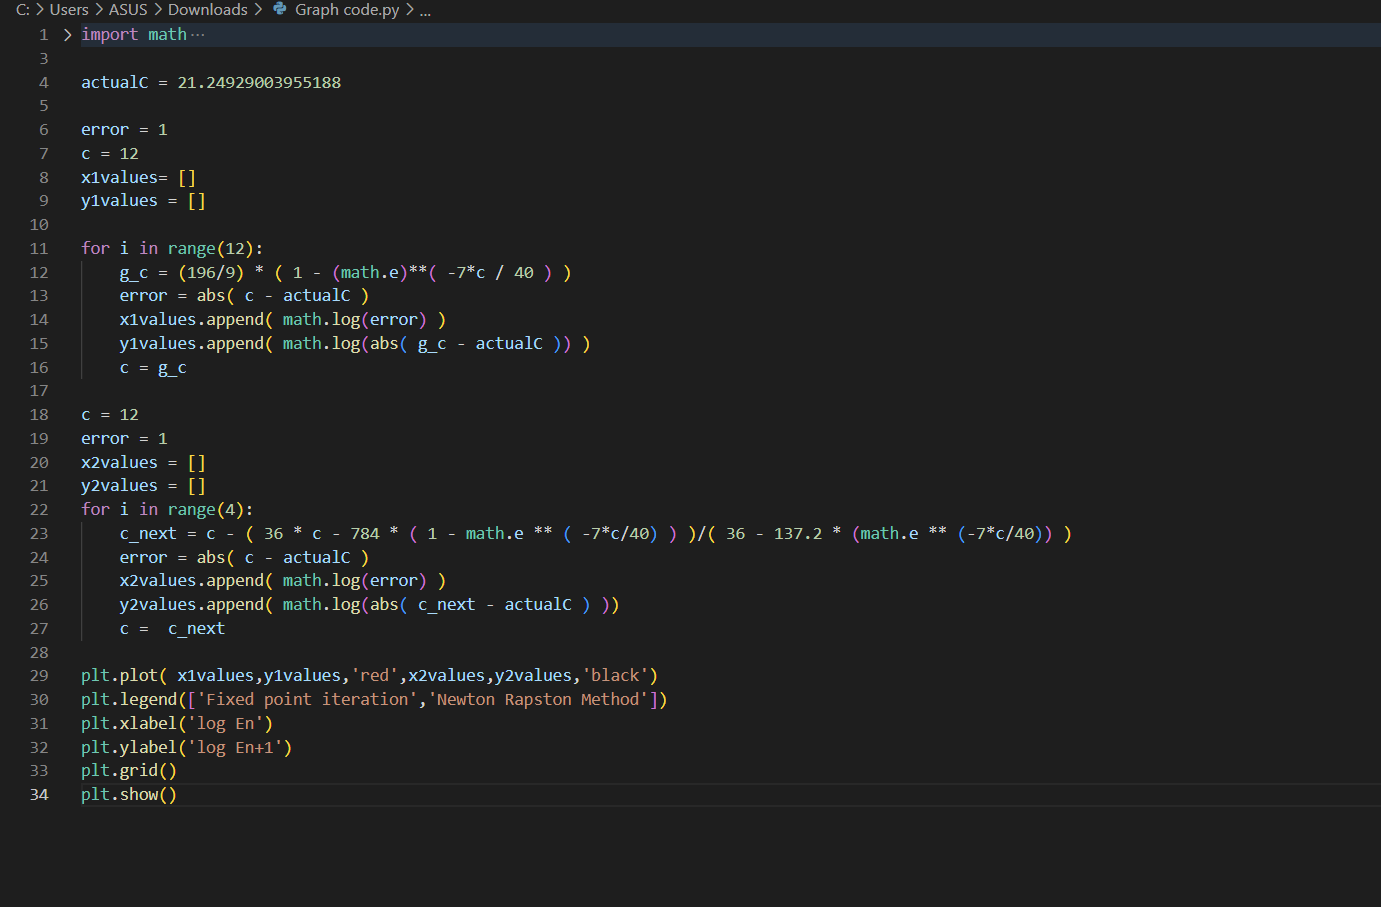 C: > Users > ASUS > Downloads > Graph code.py > ...
1 > import math ···
3
4 actualC = 21.24929003955188
5
6 error = 1
7 c = 12
8 x1values= []
9 y1values = []
10
11 for i in range(12):
12     g_c = (196/9) * ( 1 - (math.e)**( -7*c / 40 ) )
13     error = abs( c - actualC )
14     x1values.append( math.log(error) )
15     y1values.append( math.log(abs( g_c - actualC )) )
16     c = g_c
17
18 c = 12
19 error = 1
20 x2values = []
21 y2values = []
22 for i in range(4):
23     c_next = c - ( 36 * c - 784 * ( 1 - math.e ** ( -7*c/40) ) )/( 36 - 137.2 * (math.e ** (-7*c/40)) )
24     error = abs( c - actualC )
25     x2values.append( math.log(error) )
26     y2values.append( math.log(abs( c_next - actualC ) ))
27     c =  c_next
28
29 plt.plot( x1values,y1values,'red',x2values,y2values,'black')
30 plt.legend(['Fixed point iteration','Newton Rapston Method'])
31 plt.xlabel('log En')
32 plt.ylabel('log En+1')
33 plt.grid()
34 plt.show()